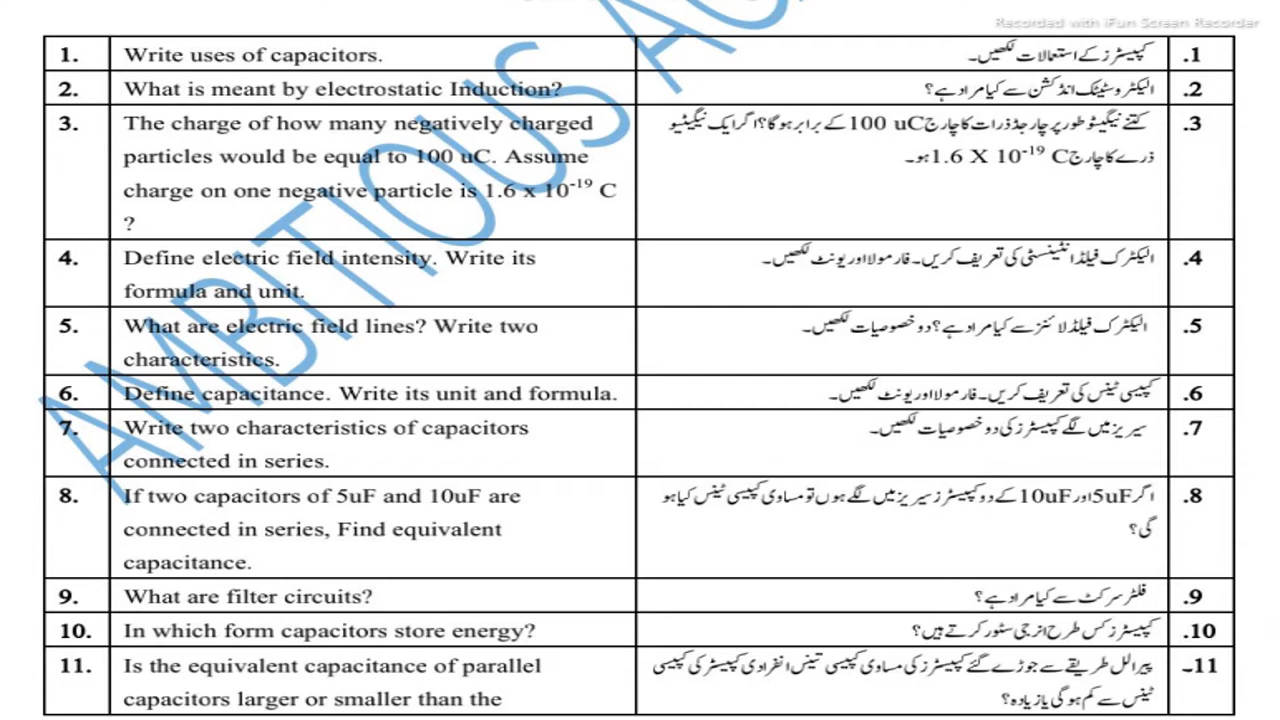 Recorded with iFun Screen Recorder
1. Write uses of capacitors. کپیسٹرز کے استعمالات لکھیں۔ .1
2. What is meant by electrostatic Induction? الیکٹروسٹیٹک انڈکشن سے کیا مراد ہے؟ .2
3. The charge of how many negatively charged کتنے نیگیٹو طور پر چارجڈ ذرات کا چارج 100 uC کے برابر ہو گا؟ اگر ایک نیگیٹیو .3
particles would be equal to 100 uC. Assume ذرے کا چارج 1.6 X 10⁻¹⁹ C ہو۔
charge on one negative particle is 1.6 x 10⁻¹⁹ C
?
4. Define electric field intensity. Write its الیکٹرک فیلڈ انٹینسٹی کی تعریف کریں۔ فارمولا اور یونٹ لکھیں۔ .4
formula and unit.
5. What are electric field lines? Write two الیکٹرک فیلڈ لائنز سے کیا مراد ہے؟ دو خصوصیات لکھیں۔ .5
characteristics.
6. Define capacitance. Write its unit and formula. کپیسی ٹینس کی تعریف کریں۔ فارمولا اور یونٹ لکھیں۔ .6
7. Write two characteristics of capacitors سیریز میں لگے کپیسٹرز کی دو خصوصیات لکھیں۔ .7
connected in series.
8. If two capacitors of 5uF and 10uF are اگر 5uF اور 10uF کے دو کپیسٹرز سیریز میں لگے ہوں تو مساوی کپیسی ٹینس کیا ہو .8
connected in series, Find equivalent گی؟
capacitance.
9. What are filter circuits? فلٹر سرکٹ سے کیا مراد ہے؟ .9
10. In which form capacitors store energy? کپیسٹرز کس طرح انرجی سٹور کرتے ہیں؟ .10
11. Is the equivalent capacitance of parallel پیرالل طریقے سے جوڑے گئے کپیسٹرز کی مساوی کپیسی ٹینس انفرادی کپیسٹر کی کپیسی 11۔
capacitors larger or smaller than the ٹینس سے کم ہو گی یا زیادہ؟
AMBITIOUS